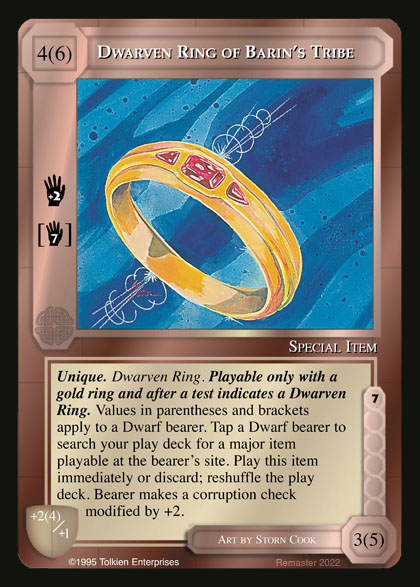 4(6)
Dwarven Ring of Barin's Tribe
2
[7]
Special Item
Unique. Dwarven Ring. Playable only with a
gold ring and after a test indicates a Dwarven
Ring. Values in parentheses and brackets
apply to a Dwarf bearer. Tap a Dwarf bearer to
search your play deck for a major item
playable at the bearer's site. Play this item
immediately or discard; reshuffle the play
deck. Bearer makes a corruption check
modified by +2.
7
+2(4)/+1
Art by Storn Cook
3(5)
©1995 Tolkien Enterprises
Remaster 2022